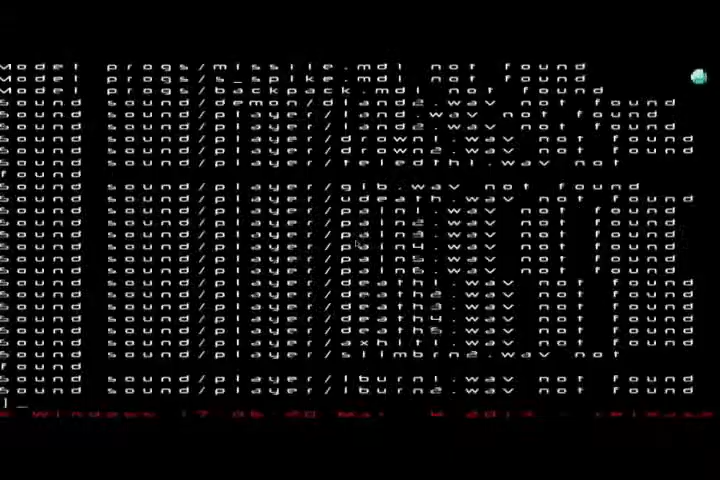 Model progs/missile.mdl not found
Model progs/s_spike.mdl not found
Model progs/backpack.mdl not found
Sound sound/demon/dland2.wav not found
Sound sound/player/land.wav not found
Sound sound/player/land2.wav not found
Sound sound/player/drown1.wav not found
Sound sound/player/drown2.wav not found
Sound sound/player/teledth1.wav not
found
Sound sound/player/gib.wav not found
Sound sound/player/udeath.wav not found
Sound sound/player/pain1.wav not found
Sound sound/player/pain2.wav not found
Sound sound/player/pain3.wav not found
Sound sound/player/pain4.wav not found
Sound sound/player/pain5.wav not found
Sound sound/player/pain6.wav not found
Sound sound/player/death1.wav not found
Sound sound/player/death2.wav not found
Sound sound/player/death3.wav not found
Sound sound/player/death4.wav not found
Sound sound/player/death5.wav not found
Sound sound/player/axhit1.wav not found
Sound sound/player/slimbrn2.wav not
found
Sound sound/player/lburn1.wav not found
Sound sound/player/lburn2.wav not found
]_